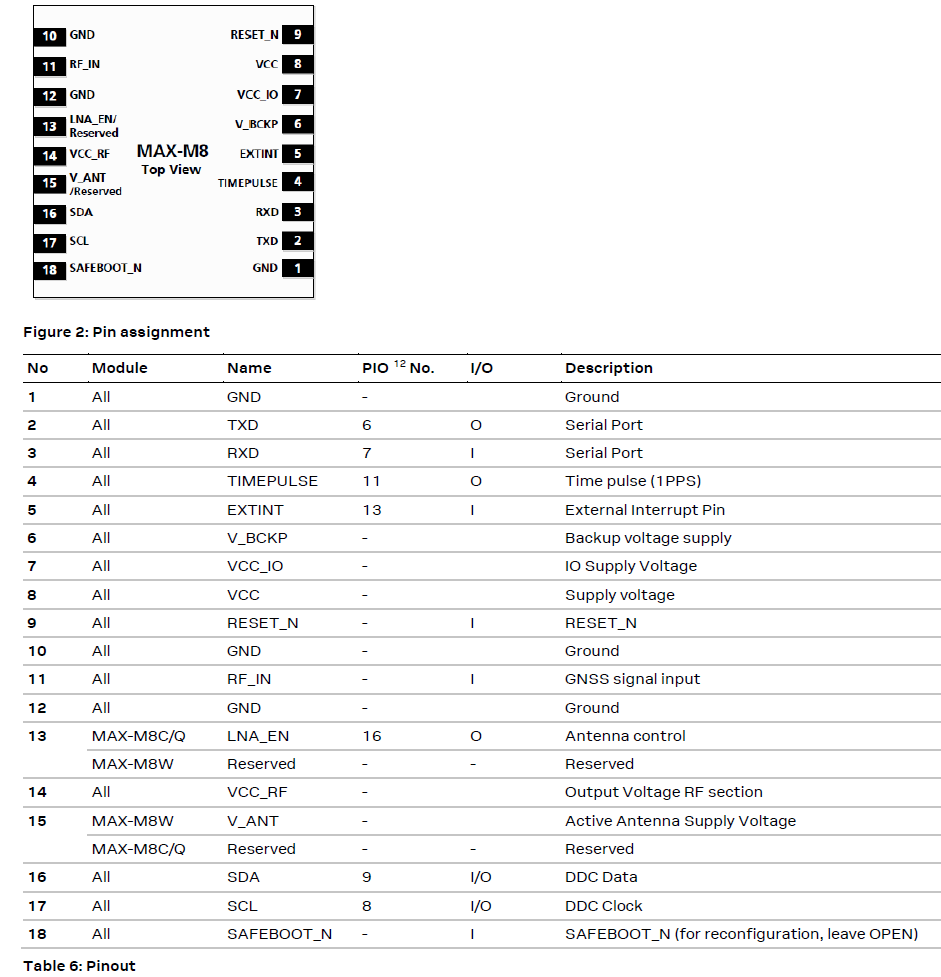 10 GND RESET_N 9
11 RF_IN VCC 8
12 GND VCC_IO 7
13 LNA_EN/ Reserved V_BCKP 6
14 VCC_RF MAX-M8 EXTINT 5
Top View
15 V_ANT /Reserved TIMEPULSE 4
16 SDA RXD 3
17 SCL TXD 2
18 SAFEBOOT_N GND 1
Figure 2: Pin assignment
No Module Name PIO 12 No. I/O Description
1 All GND - Ground
2 All TXD 6 O Serial Port
3 All RXD 7 I Serial Port
4 All TIMEPULSE 11 O Time pulse (1PPS)
5 All EXTINT 13 I External Interrupt Pin
6 All V_BCKP - Backup voltage supply
7 All VCC_IO - IO Supply Voltage
8 All VCC - Supply voltage
9 All RESET_N - I RESET_N
10 All GND - Ground
11 All RF_IN - I GNSS signal input
12 All GND - Ground
13 MAX-M8C/Q LNA_EN 16 O Antenna control
MAX-M8W Reserved - - Reserved
14 All VCC_RF - Output Voltage RF section
15 MAX-M8W V_ANT - Active Antenna Supply Voltage
MAX-M8C/Q Reserved - - Reserved
16 All SDA 9 I/O DDC Data
17 All SCL 8 I/O DDC Clock
18 All SAFEBOOT_N - I SAFEBOOT_N (for reconfiguration, leave OPEN)
Table 6: Pinout